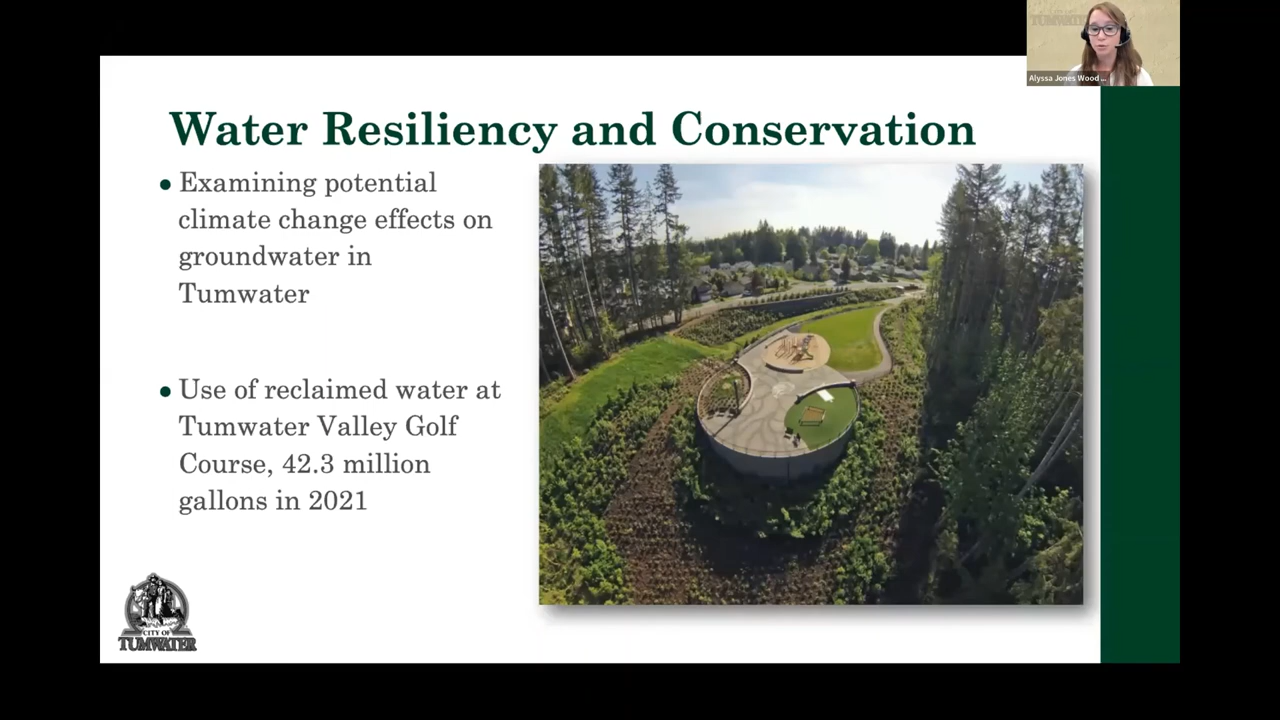 TUMWATER
Alyssa Jones Wood ...
Water Resiliency and Conservation
• Examining potential
climate change effects on
groundwater in
Tumwater
• Use of reclaimed water at
Tumwater Valley Golf
Course, 42.3 million
gallons in 2021
CITY OF
TUMWATER